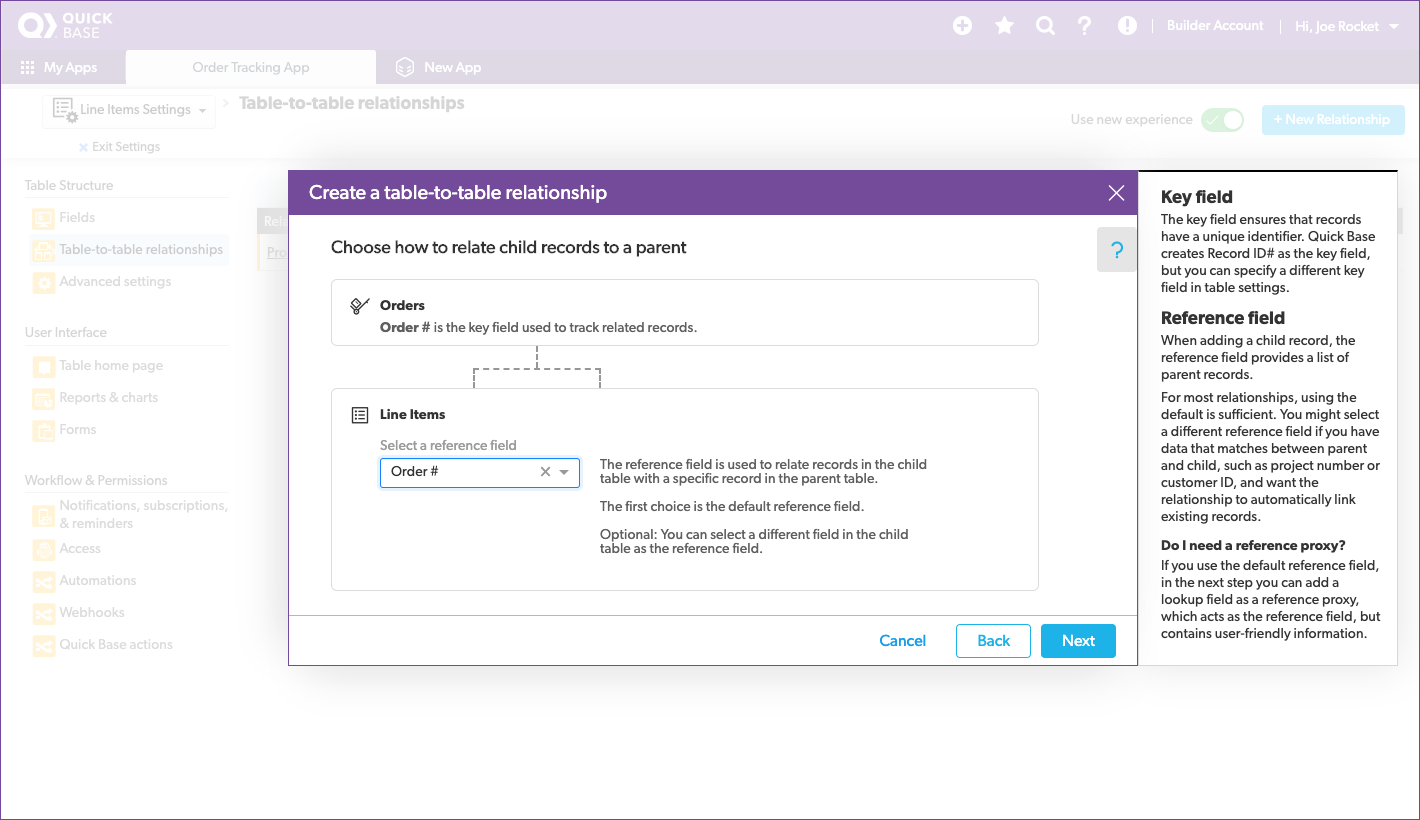 QUICK
BASE
Builder Account
Hi, Joe Rocket
My Apps
Order Tracking App
New App
Line Items Settings
> Table-to-table relationships
Use new experience
+ New Relationship
Exit Settings
Table Structure
Fields
Table-to-table relationships
Advanced settings
User Interface
Table home page
Reports & charts
Forms
Workflow & Permissions
Notifications, subscriptions,
& reminders
Access
Automations
Webhooks
Quick Base actions
Rela
Pro
Create a table-to-table relationship
Choose how to relate child records to a parent
?
Orders
Order # is the key field used to track related records.
Line Items
Select a reference field
Order #
The reference field is used to relate records in the child
table with a specific record in the parent table.
The first choice is the default reference field.
Optional: You can select a different field in the child
table as the reference field.
Cancel
Back
Next
Key field
The key field ensures that records
have a unique identifier. Quick Base
creates Record ID# as the key field,
but you can specify a different key
field in table settings.
Reference field
When adding a child record, the
reference field provides a list of
parent records.
For most relationships, using the
default is sufficient. You might select
a different reference field if you have
data that matches between parent
and child, such as project number or
customer ID, and want the
relationship to automatically link
existing records.
Do I need a reference proxy?
If you use the default reference field,
in the next step you can add a
lookup field as a reference proxy,
which acts as the reference field, but
contains user-friendly information.